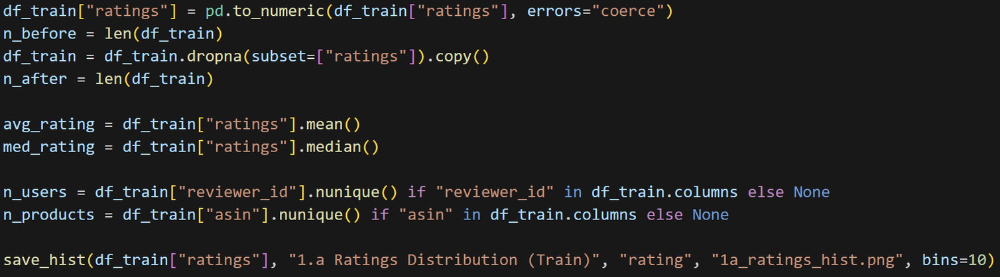 df_train["ratings"] = pd.to_numeric(df_train["ratings"], errors="coerce")
n_before = len(df_train)
df_train = df_train.dropna(subset=["ratings"]).copy()
n_after = len(df_train)
avg_rating = df_train["ratings"].mean()
med_rating = df_train["ratings"].median()
n_users = df_train["reviewer_id"].nunique() if "reviewer_id" in df_train.columns else None
n_products = df_train["asin"].nunique() if "asin" in df_train.columns else None
save_hist(df_train["ratings"], "1.a Ratings Distribution (Train)", "rating", "1a_ratings_hist.png", bins=10)